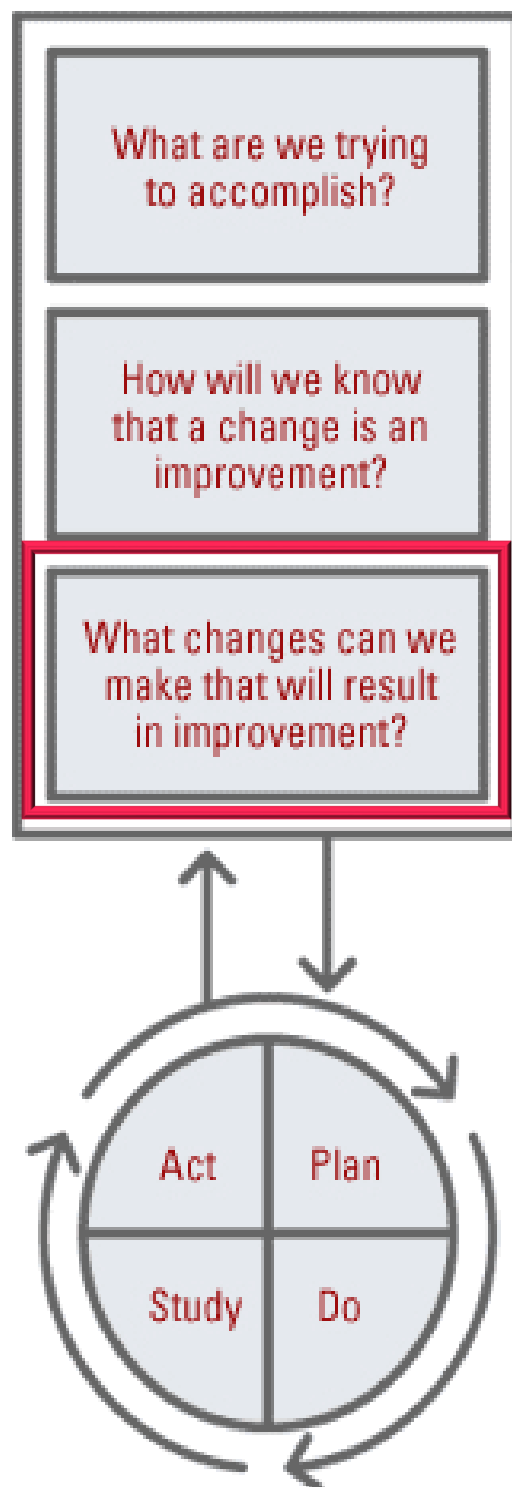 What are we trying
to accomplish?
How will we know
that a change is an
improvement?
What changes can we
make that will result
in improvement?
Act
Plan
Study
Do